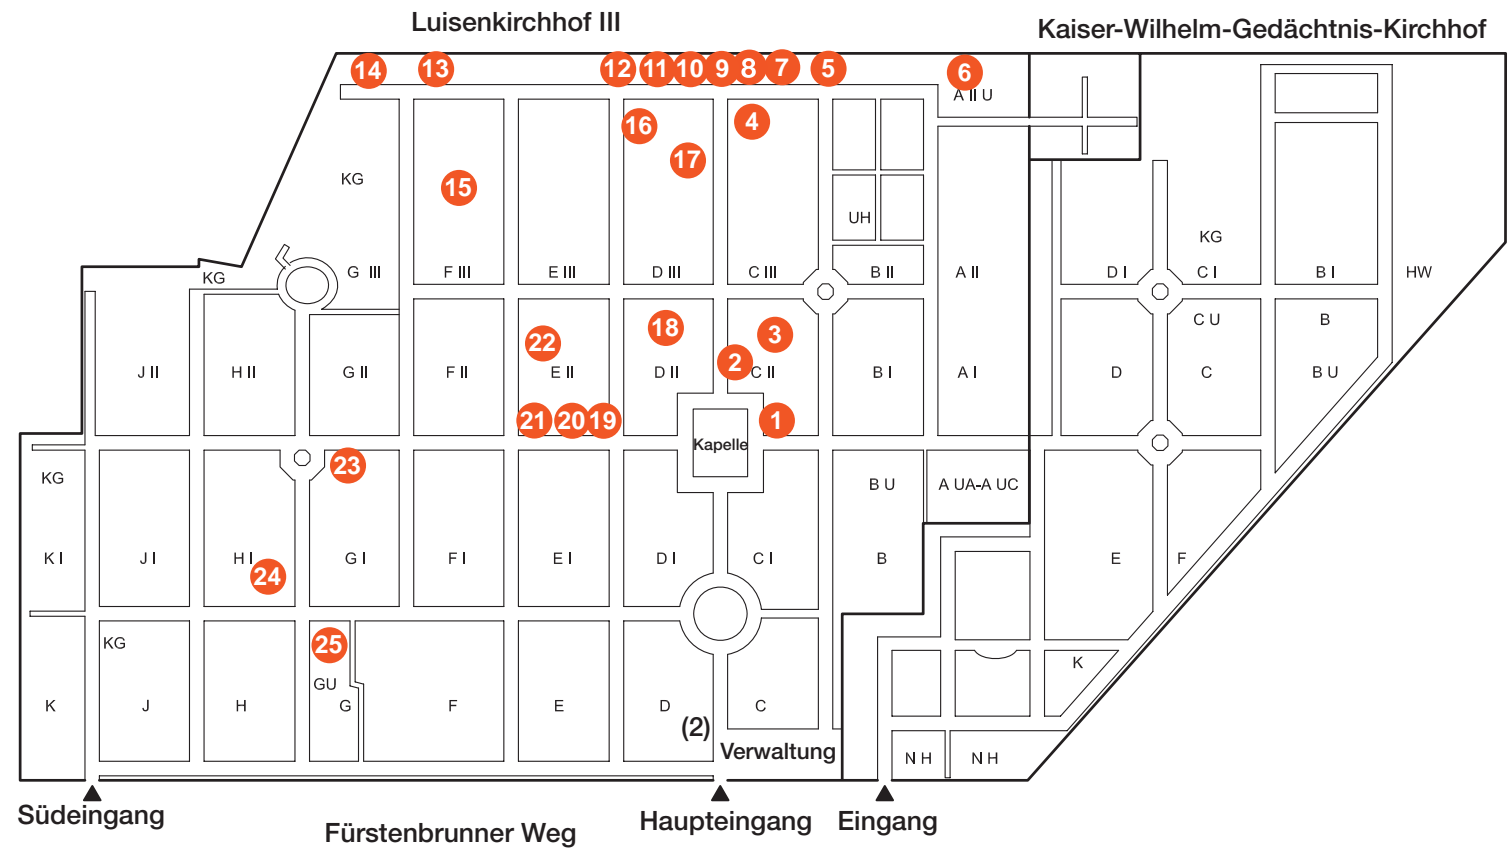 Luisenkirchhof III
Kaiser-Wilhelm-Gedächtnis-Kirchhof
14 13 12 11 10 9 8 7 5 6
A II U
16 4
17
KG 15
UH
KG
G III F III E III D III C III B II A II D I C I B I HW
KG
18 3 C U B
22 2
J II H II G II F II E II D II C II B I A I D C B U
21 20 19 1
Kapelle
23
KG B U A UA-A UC
K I J I H I G I F I E I D I C I B E F
24
KG 25
K
GU
K J H G F E D C
(2)
Verwaltung
N H N H
Südeingang Haupteingang Eingang
Fürstenbrunner Weg